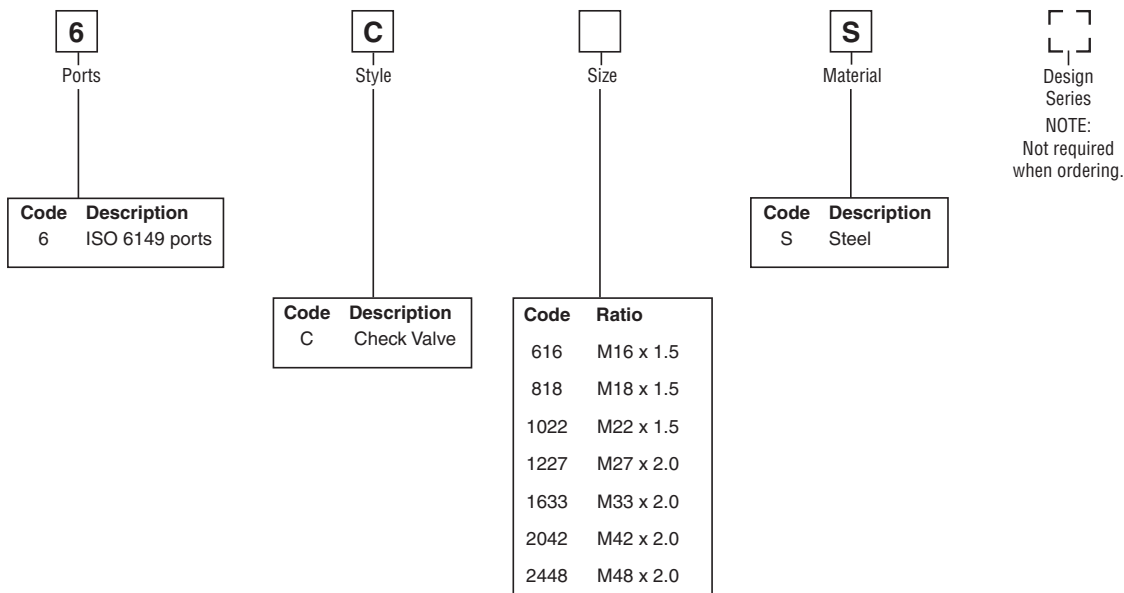 6 C S
Ports Style Size Material Design
Series
NOTE:
Not required
when ordering.
Code Description
6 ISO 6149 ports
Code Description
S Steel
Code Description
C Check Valve
Code Ratio
616 M16 x 1.5
818 M18 x 1.5
1022 M22 x 1.5
1227 M27 x 2.0
1633 M33 x 2.0
2042 M42 x 2.0
2448 M48 x 2.0